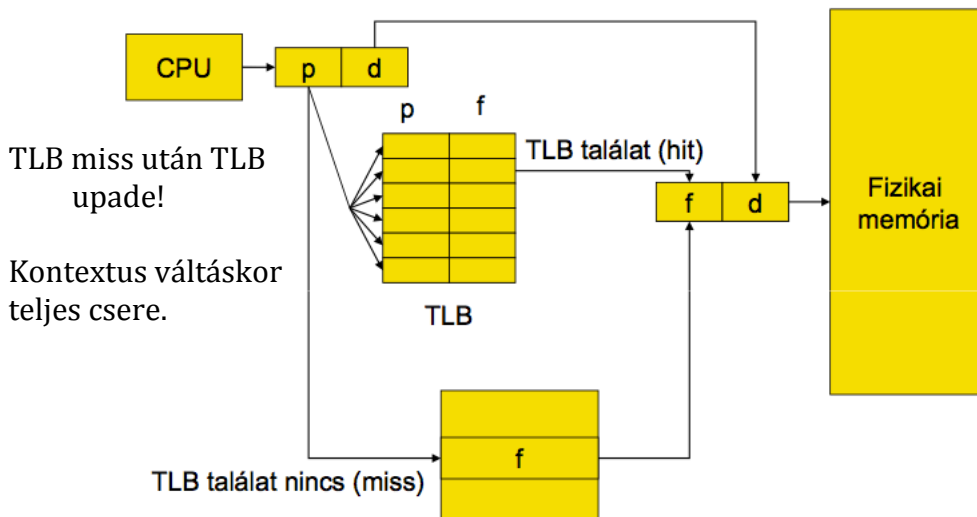 CPU
p d
p f
TLB miss után TLB
upade!
TLB találat (hit)
f d
Fizikai
memória
Kontextus váltáskor
teljes csere.
TLB
f
TLB találat nincs (miss)